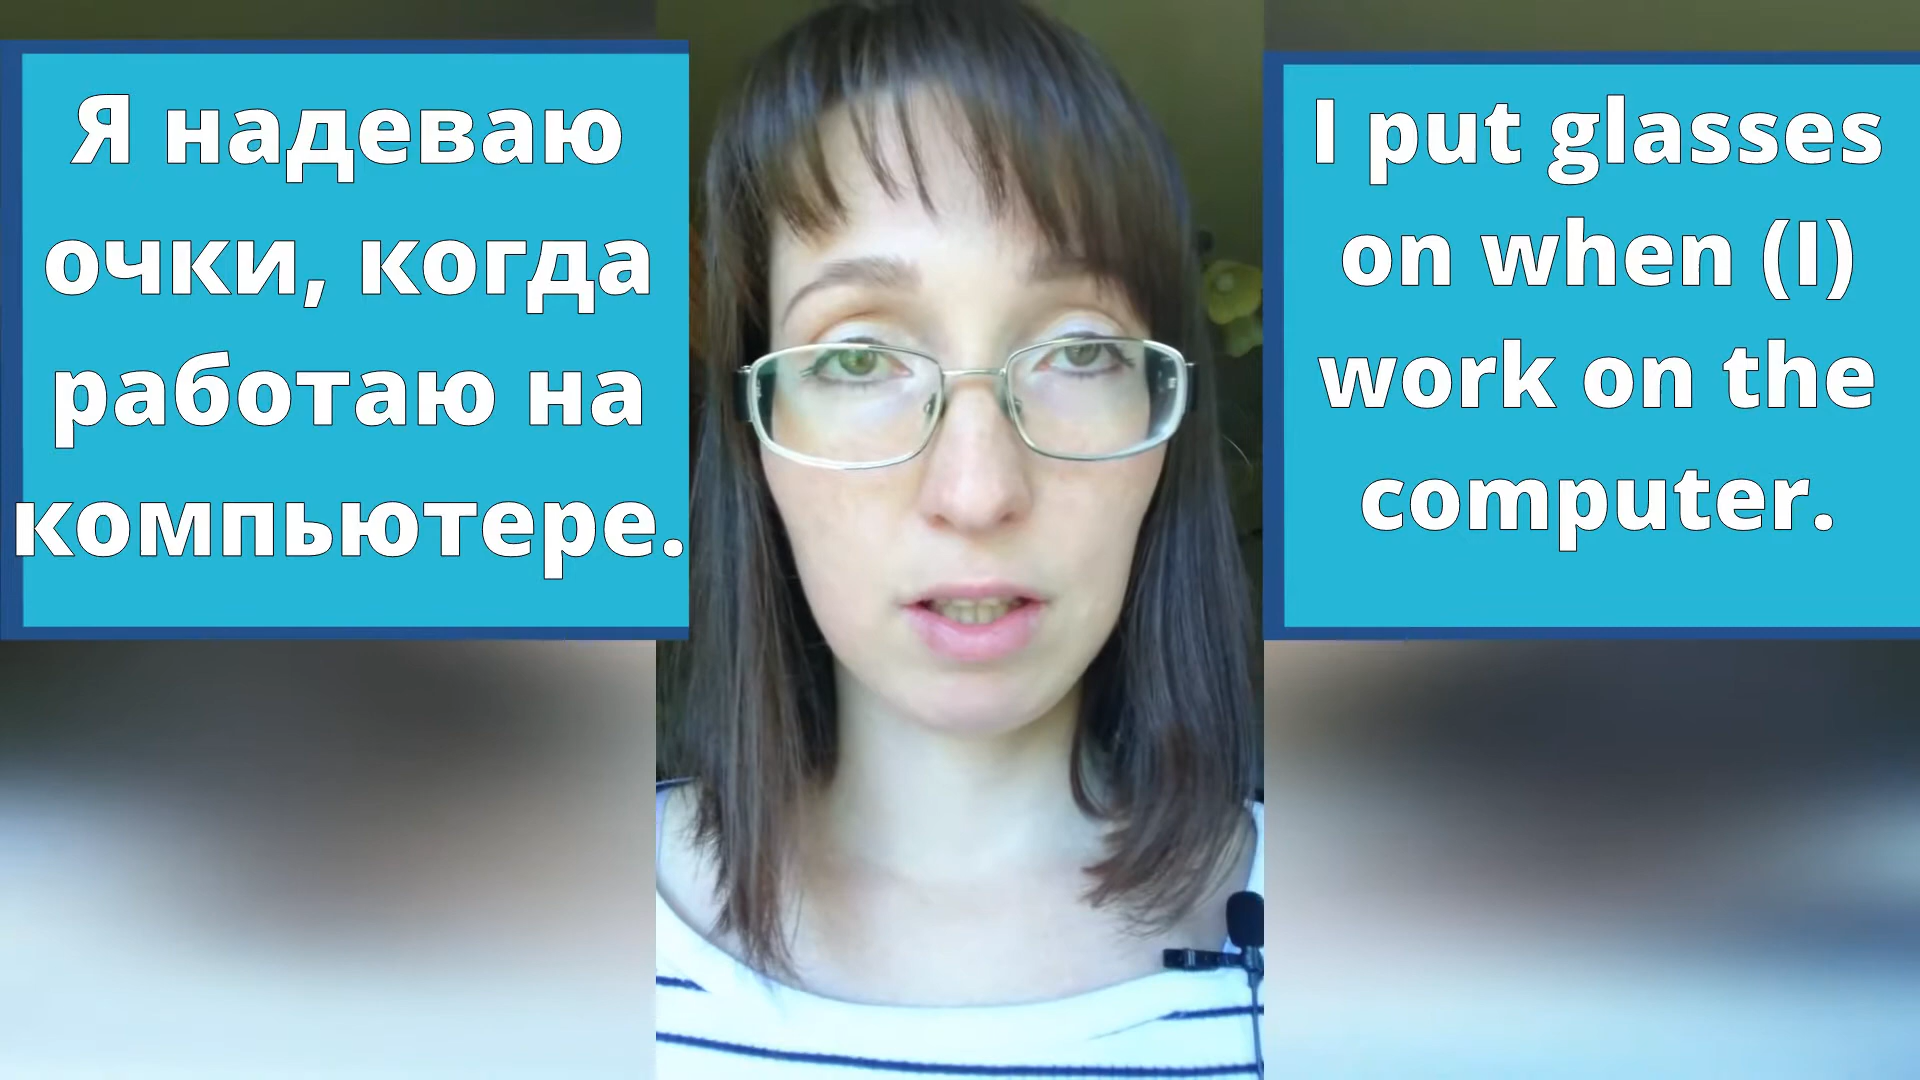 Я надеваю
очки, когда
работаю на
компьютере.
I put glasses
on when (I)
work on the
computer.